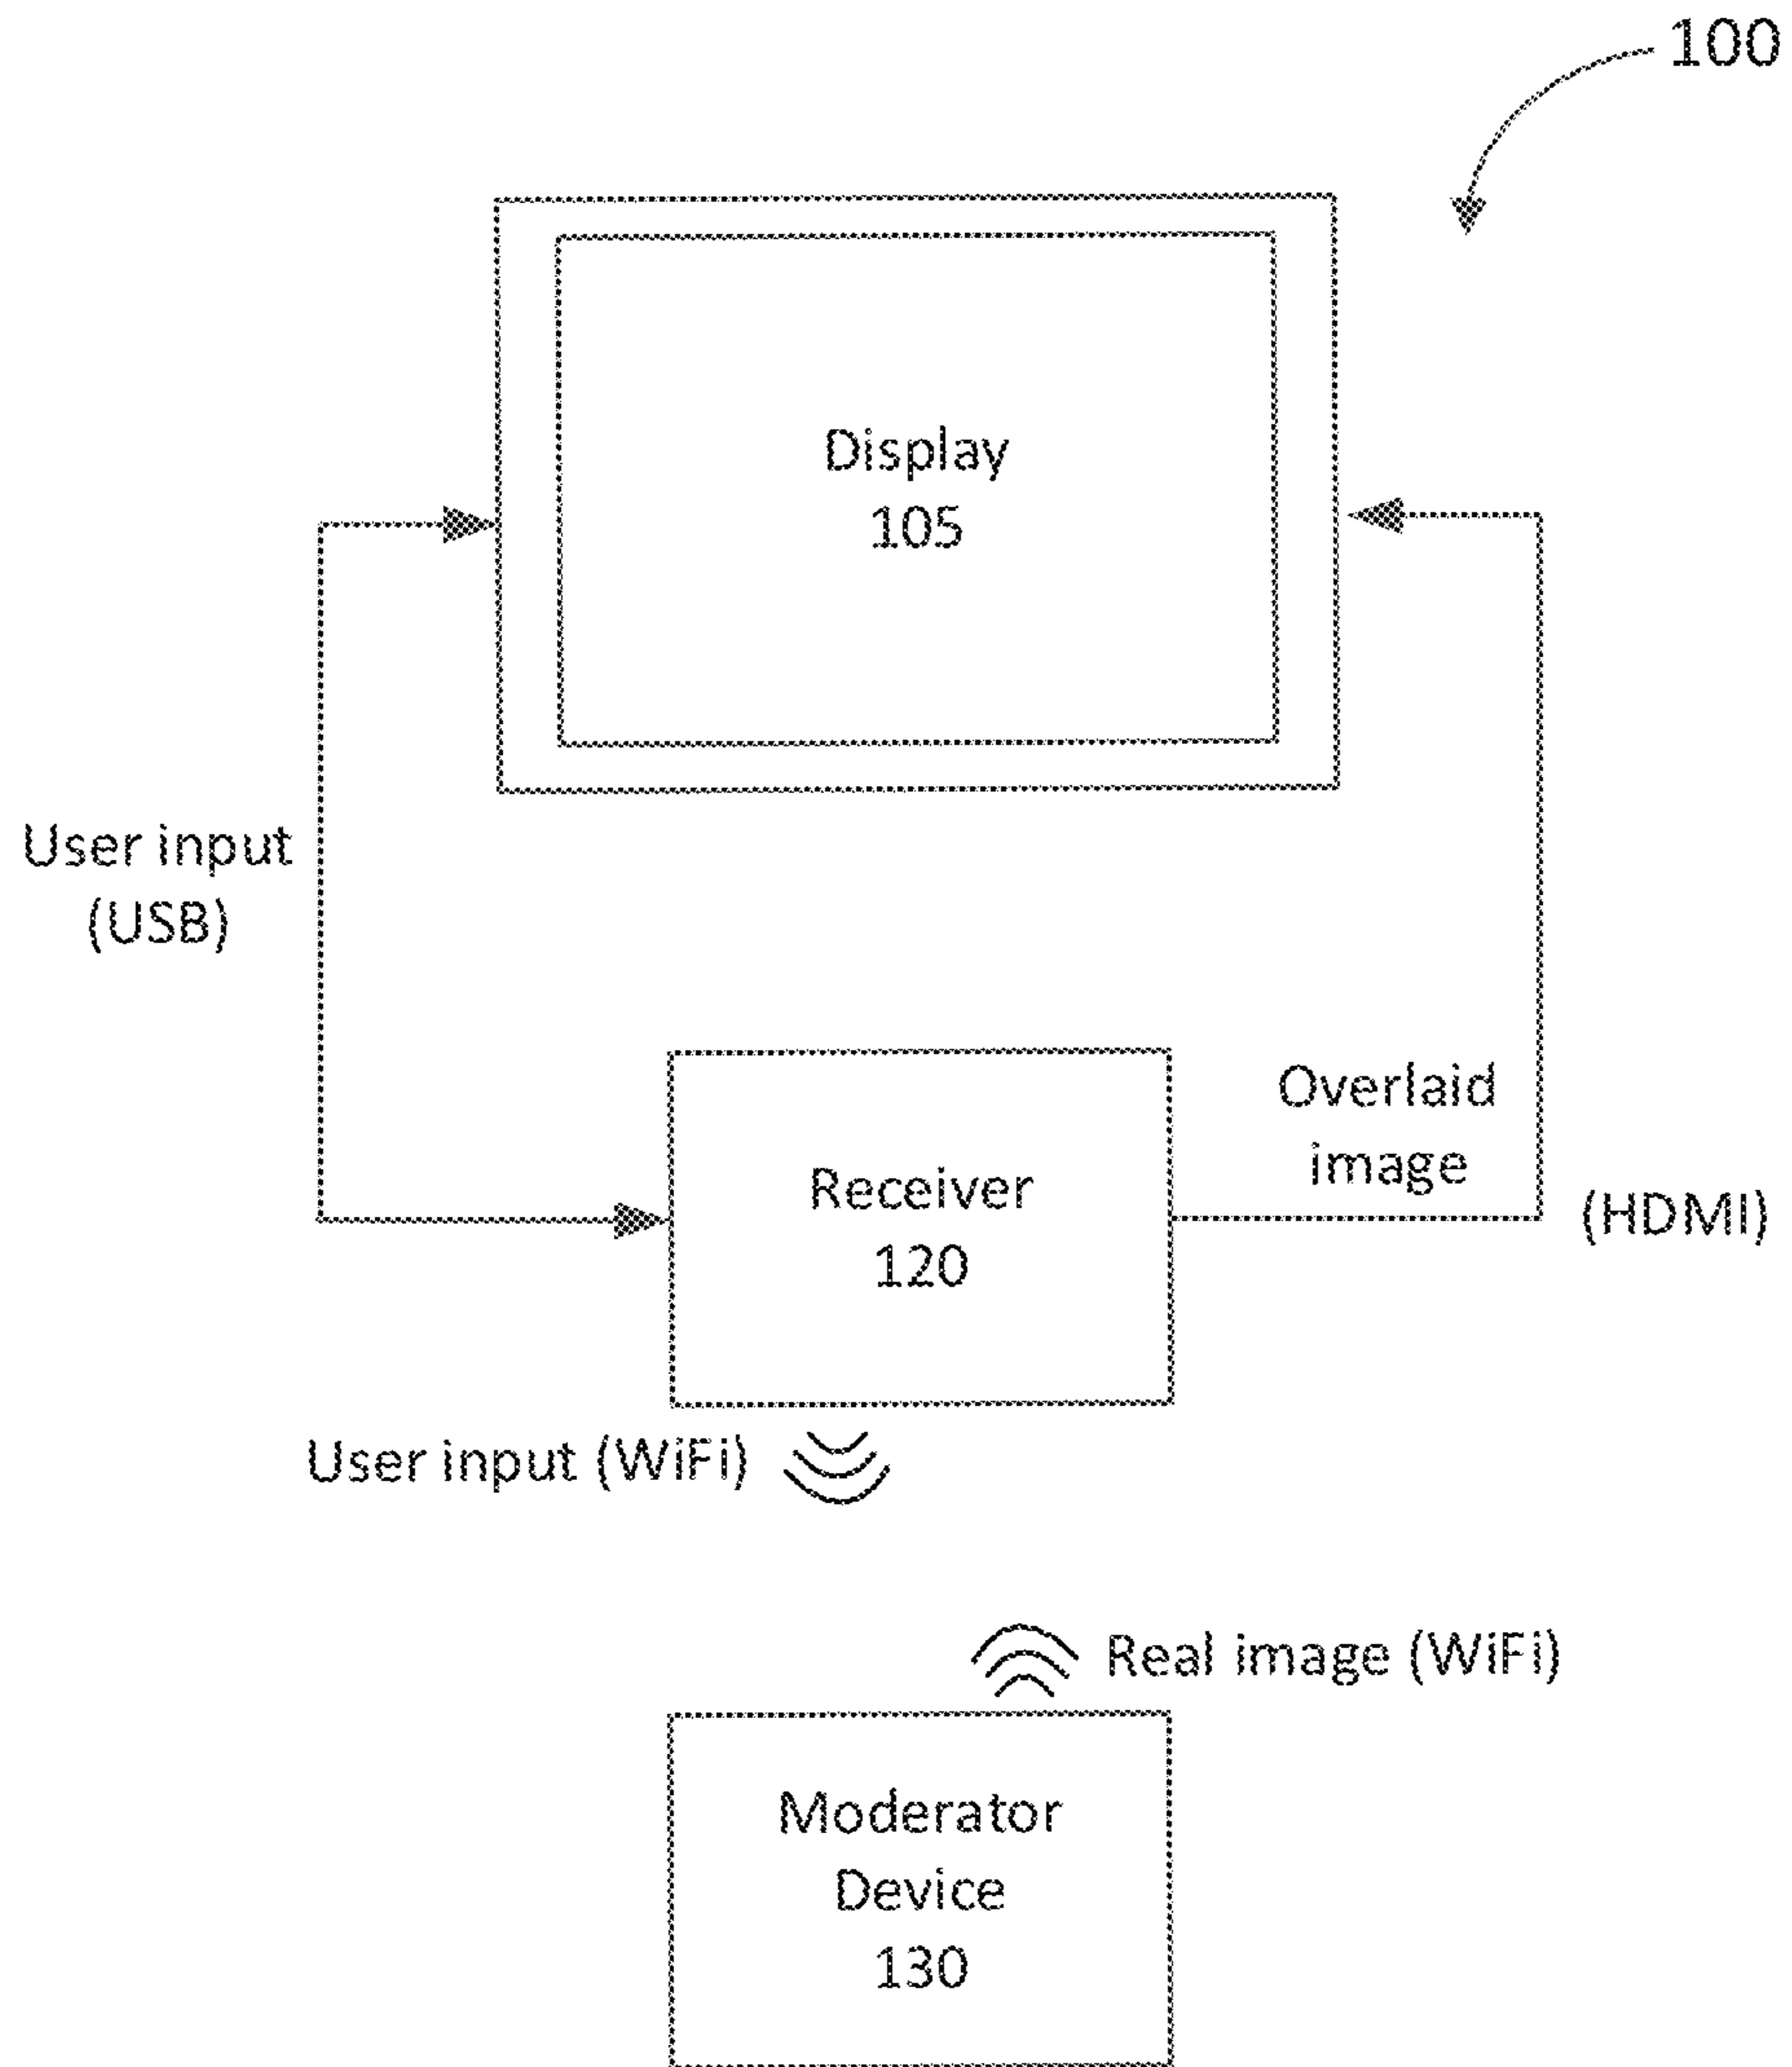 100
Display
105
User input
(USB)
Overlaid
image
Receiver
120
(HDMI)
User input (WiFi)
Real image (WiFi)
Moderator
Device
130